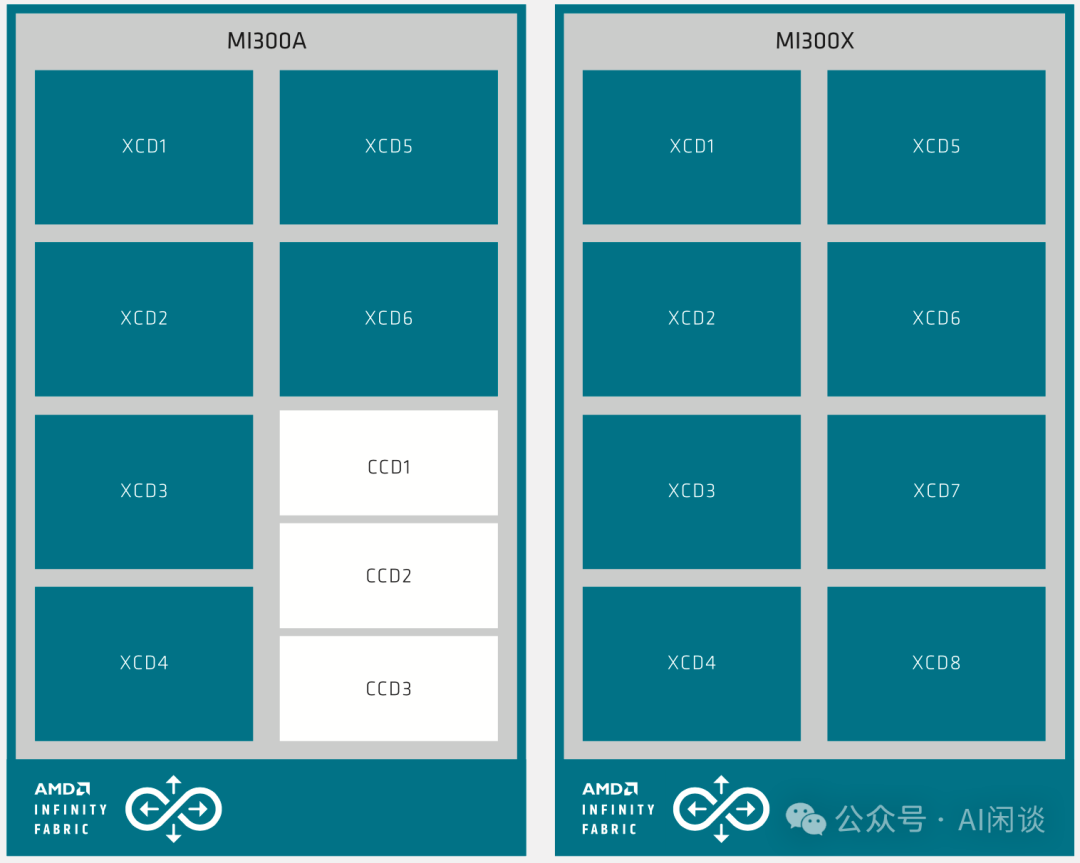 MI300A
XCD1
XCD5
XCD2
XCD6
XCD3
CCD1
CCD2
XCD4
CCD3
AMD
INFINITY
FABRIC
MI300X
XCD1
XCD5
XCD2
XCD6
XCD3
XCD7
XCD4
XCD8
AMD
INFINITY
FABRIC
公众号 · AI闲谈